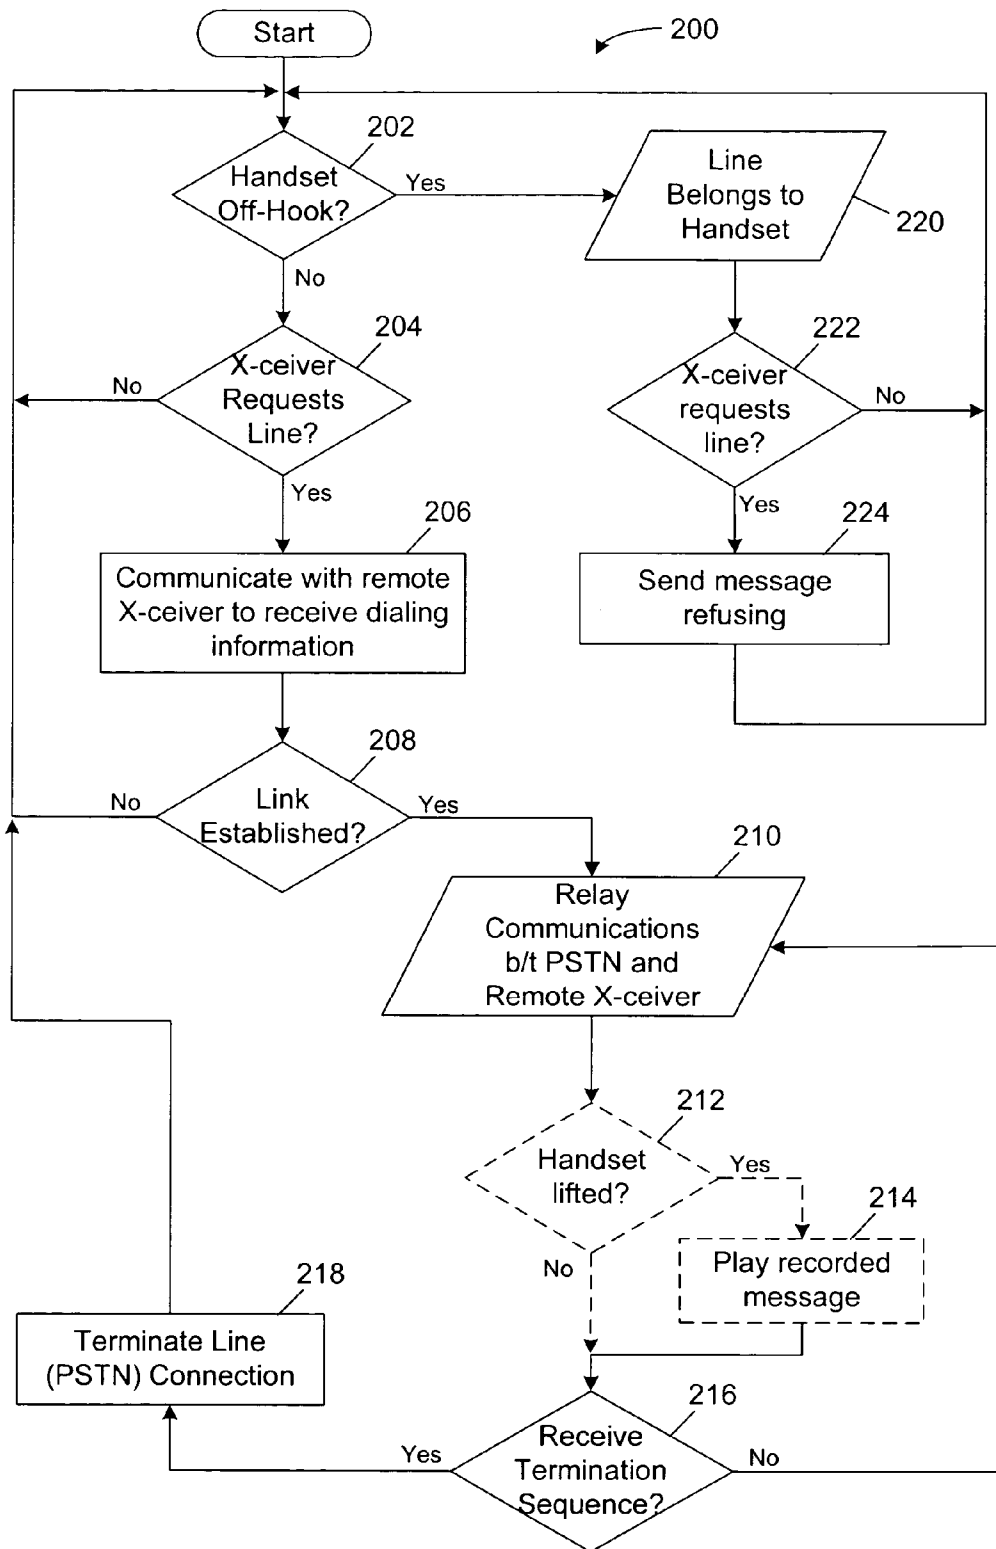 Start
200
202
Handset
Off-Hook?
Yes
Line
Belongs to
Handset
220
No
204
X-ceiver
Requests
Line?
No
222
X-ceiver
requests
line?
No
Yes
Yes
206
Communicate with remote
X-ceiver to receive dialing
information
224
Send message
refusing
208
Link
Established?
No
Yes
210
Relay
Communications
b/t PSTN and
Remote X-ceiver
212
Handset
lifted?
Yes
No
214
Play recorded
message
218
Terminate Line
(PSTN) Connection
216
Receive
Termination
Sequence?
Yes
No